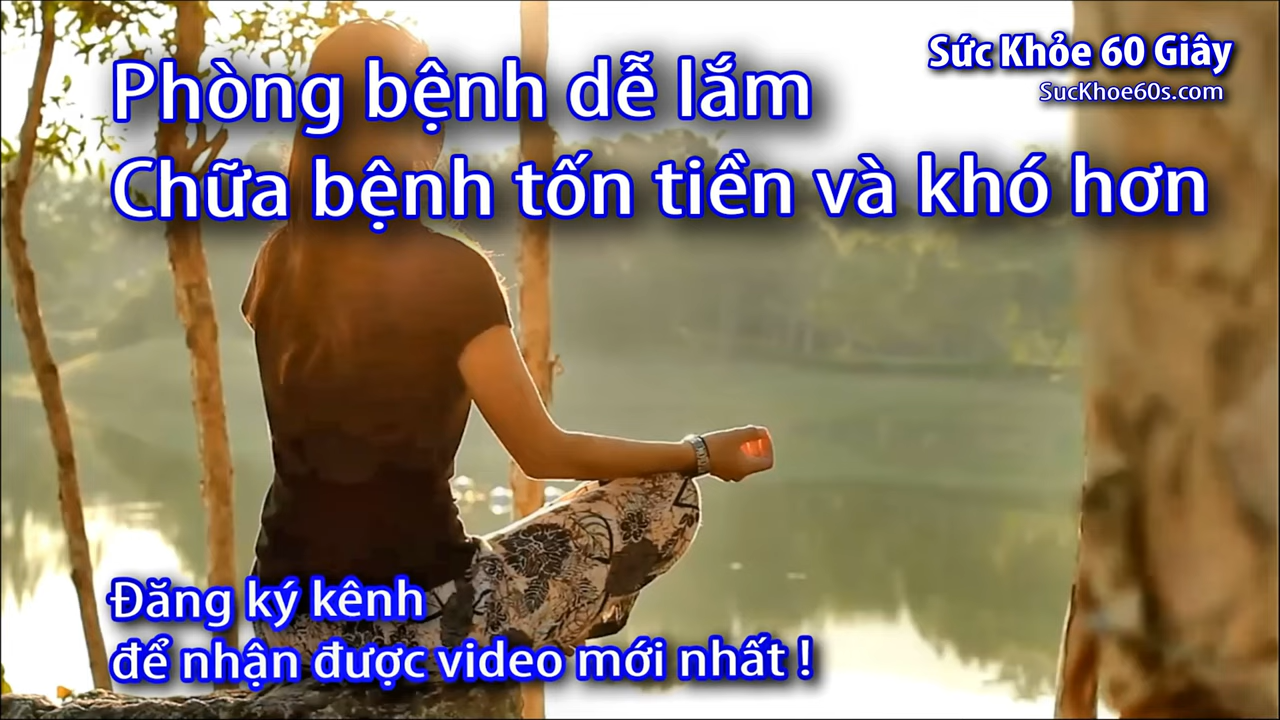 Sức Khỏe 60 Giây
SucKhoe60s.com
Phòng bệnh dễ lắm
Chữa bệnh tốn tiền và khó hơn
Đăng ký kênh
để nhận được video mới nhất !